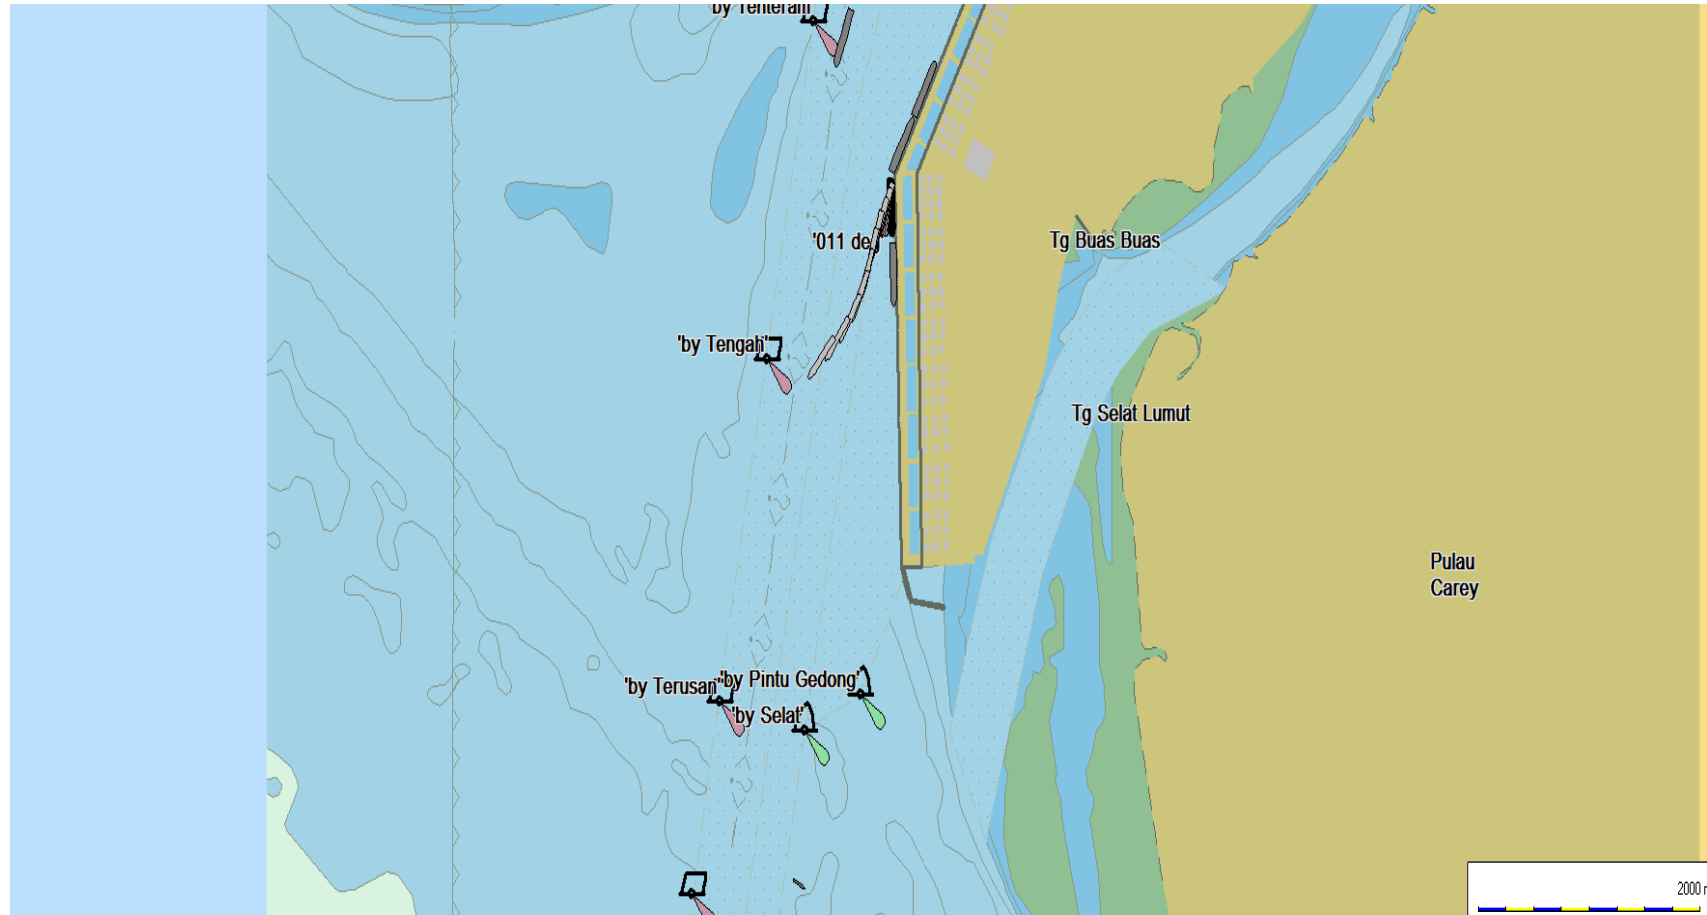 'by Tenteram'
'011 de
Tg Buas Buas
'by Tengah'
Tg Selat Lumut
Pulau
Carey
'by Terusan'
'by Pintu Gedong'
'by Selat'
2000